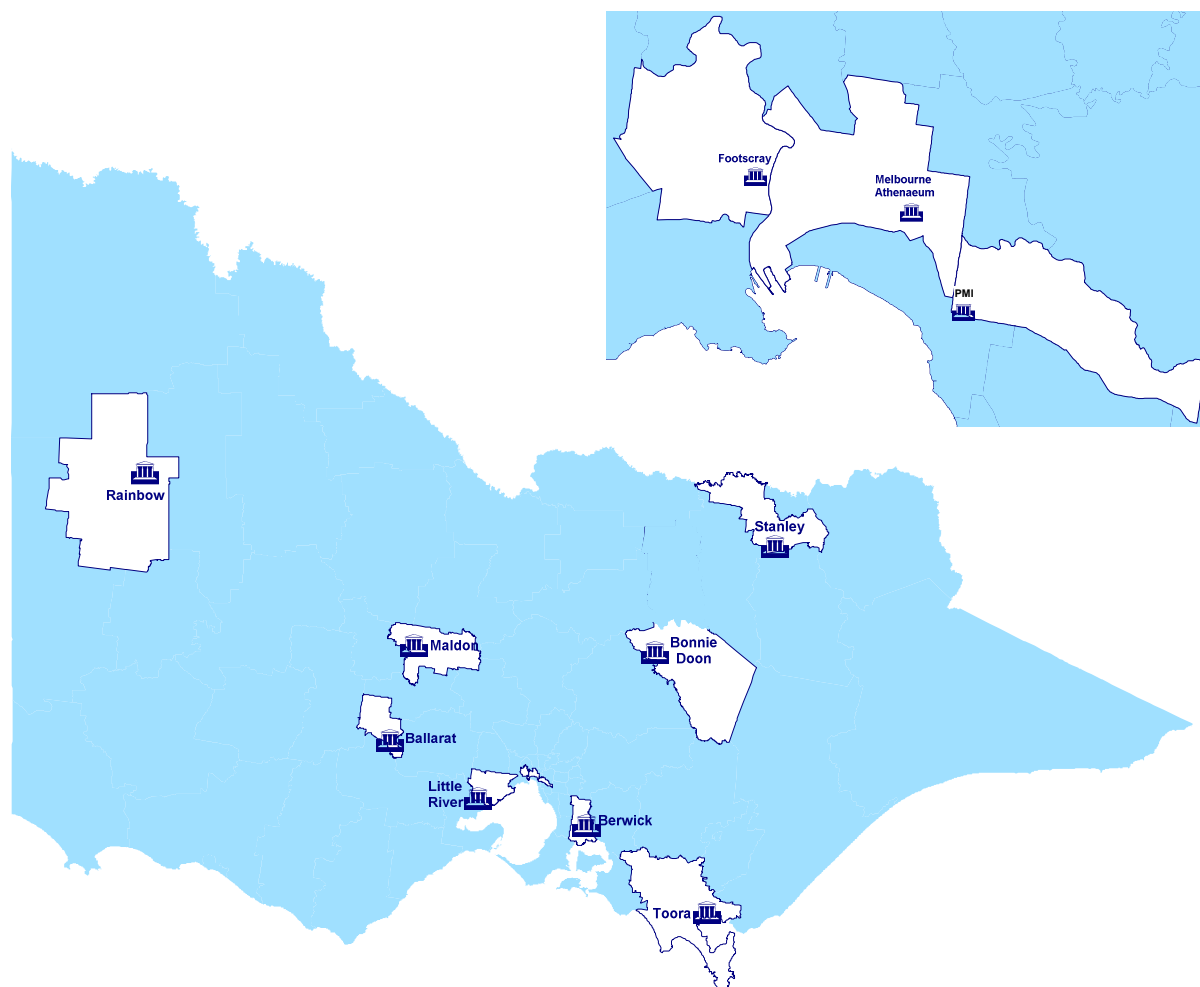 Footscray
Melbourne
Athenaeum
PMI
Rainbow
Stanley
Maldon
Bonnie
Doon
Ballarat
Little
River
Berwick
Toora